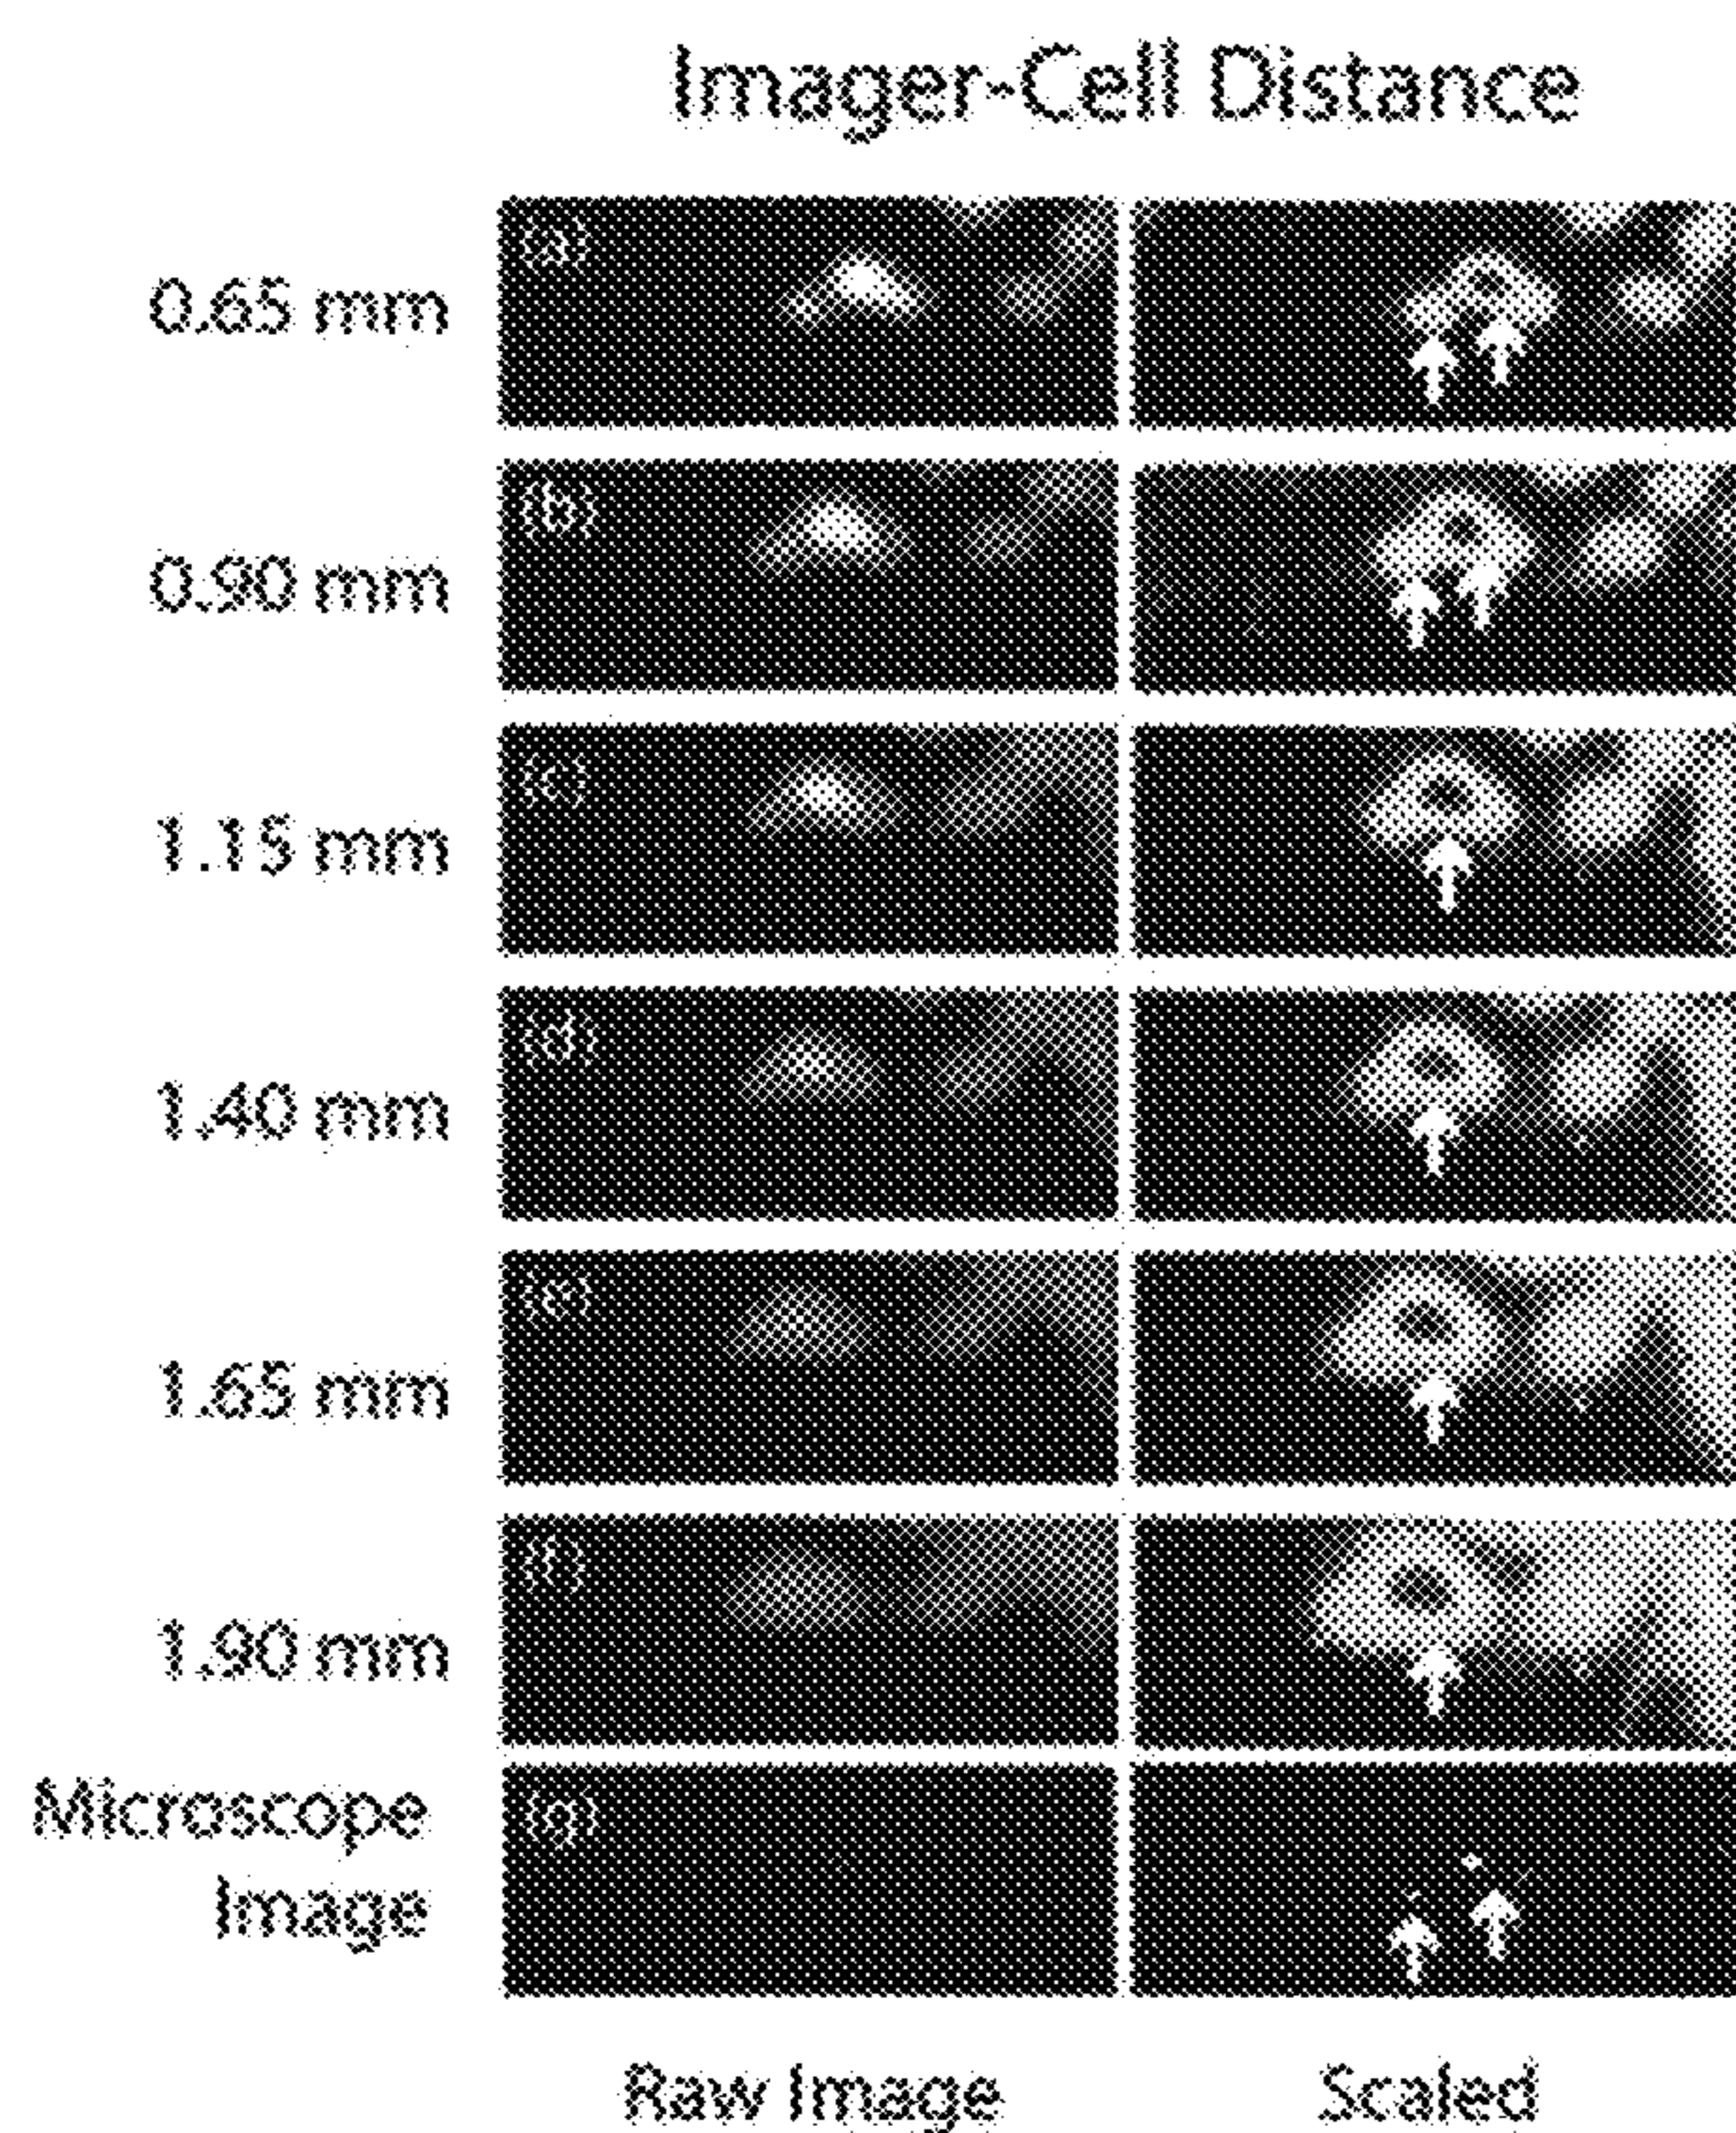 Imager-Cell Distance
0.65 mm
(a)
0.90 mm
(b)
1.15 mm
(c)
1.40 mm
(d)
1.65 mm
(e)
1.90 mm
(f)
Microscope
Image
(g)
Raw Image
Scaled